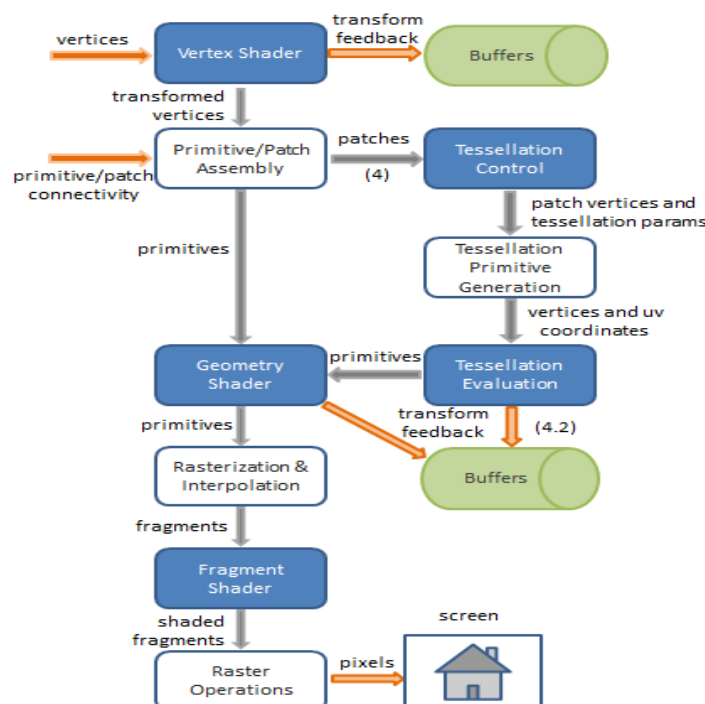 vertices
Vertex Shader
transform
feedback
Buffers
transformed
vertices
primitive/patch
connectivity
Primitive/Patch
Assembly
patches
(4)
Tessellation
Control
patch vertices and
tessellation params
primitives
Tessellation
Primitive
Generation
vertices and uv
coordinates
Geometry
Shader
primitives
Tessellation
Evaluation
primitives
transform
feedback
(4.2)
Buffers
Rasterization &
Interpolation
fragments
Fragment
Shader
shaded
fragments
Raster
Operations
pixels
screen